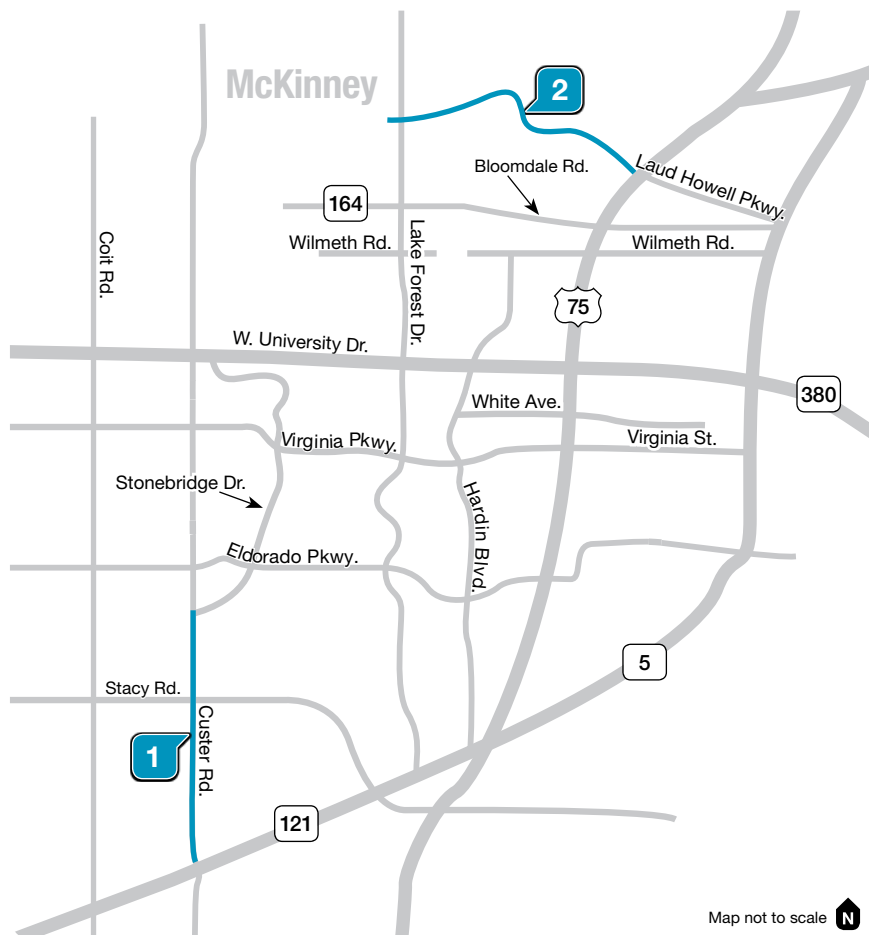 McKinney
2
Bloomdale Rd.
Laud Howell Pkwy.
164
Wilmeth Rd.
Wilmeth Rd.
Coit Rd.
Lake Forest Dr.
75
W. University Dr.
380
White Ave.
Virginia Pkwy.
Virginia St.
Stonebridge Dr.
Hardin Blvd.
Eldorado Pkwy.
5
Stacy Rd.
Custer Rd.
1
121
Map not to scale N